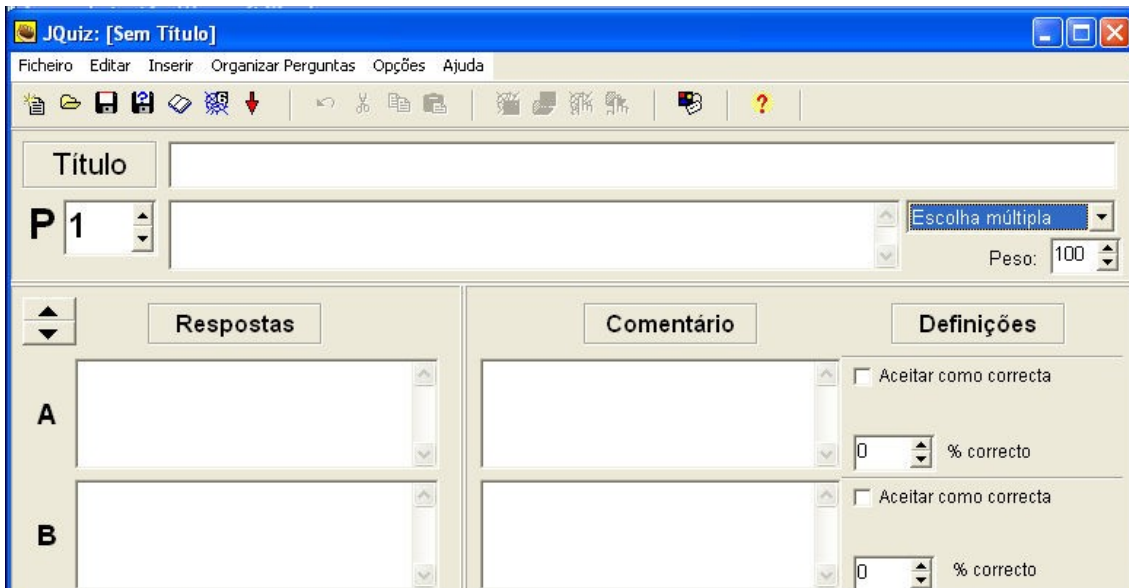 JQuiz: [Sem Título]
Ficheiro Editar Inserir Organizar Perguntas Opções Ajuda
Título
P 1 Escolha múltipla
Peso: 100
Respostas Comentário Definições
Aceitar como correcta
A
0 % correcto
Aceitar como correcta
B
0 % correcto